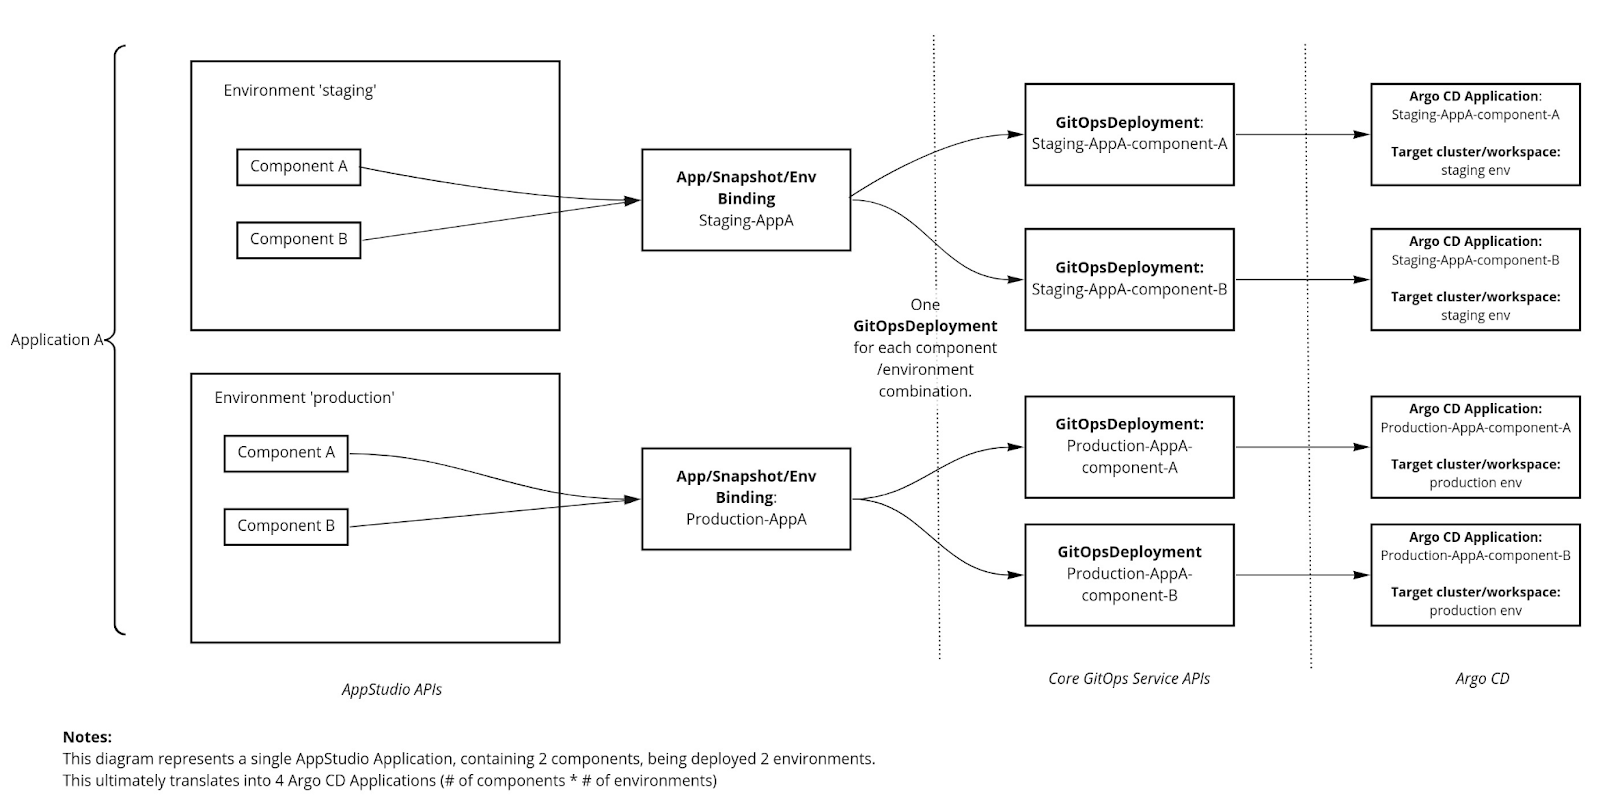 Application A
Environment 'staging'
Component A
Component B
App/Snapshot/Env
Binding
Staging-AppA
GitOpsDeployment:
Staging-AppA-component-A
Argo CD Application:
Staging-AppA-component-A
Target cluster/workspace:
staging env
GitOpsDeployment:
Staging-AppA-component-B
Argo CD Application:
Staging-AppA-component-B
Target cluster/workspace:
staging env
One
GitOpsDeployment
for each component
/environment
combination.
Environment 'production'
Component A
Component B
App/Snapshot/Env
Binding:
Production-AppA
GitOpsDeployment:
Production-AppA-
component-A
Argo CD Application:
Production-AppA-component-A
Target cluster/workspace:
production env
GitOpsDeployment
Production-AppA-
component-B
Argo CD Application:
Production-AppA-component-B
Target cluster/workspace:
production env
AppStudio APIs
Core GitOps Service APIs
Argo CD
Notes:
This diagram represents a single AppStudio Application, containing 2 components, being deployed 2 environments.
This ultimately translates into 4 Argo CD Applications (# of components * # of environments)